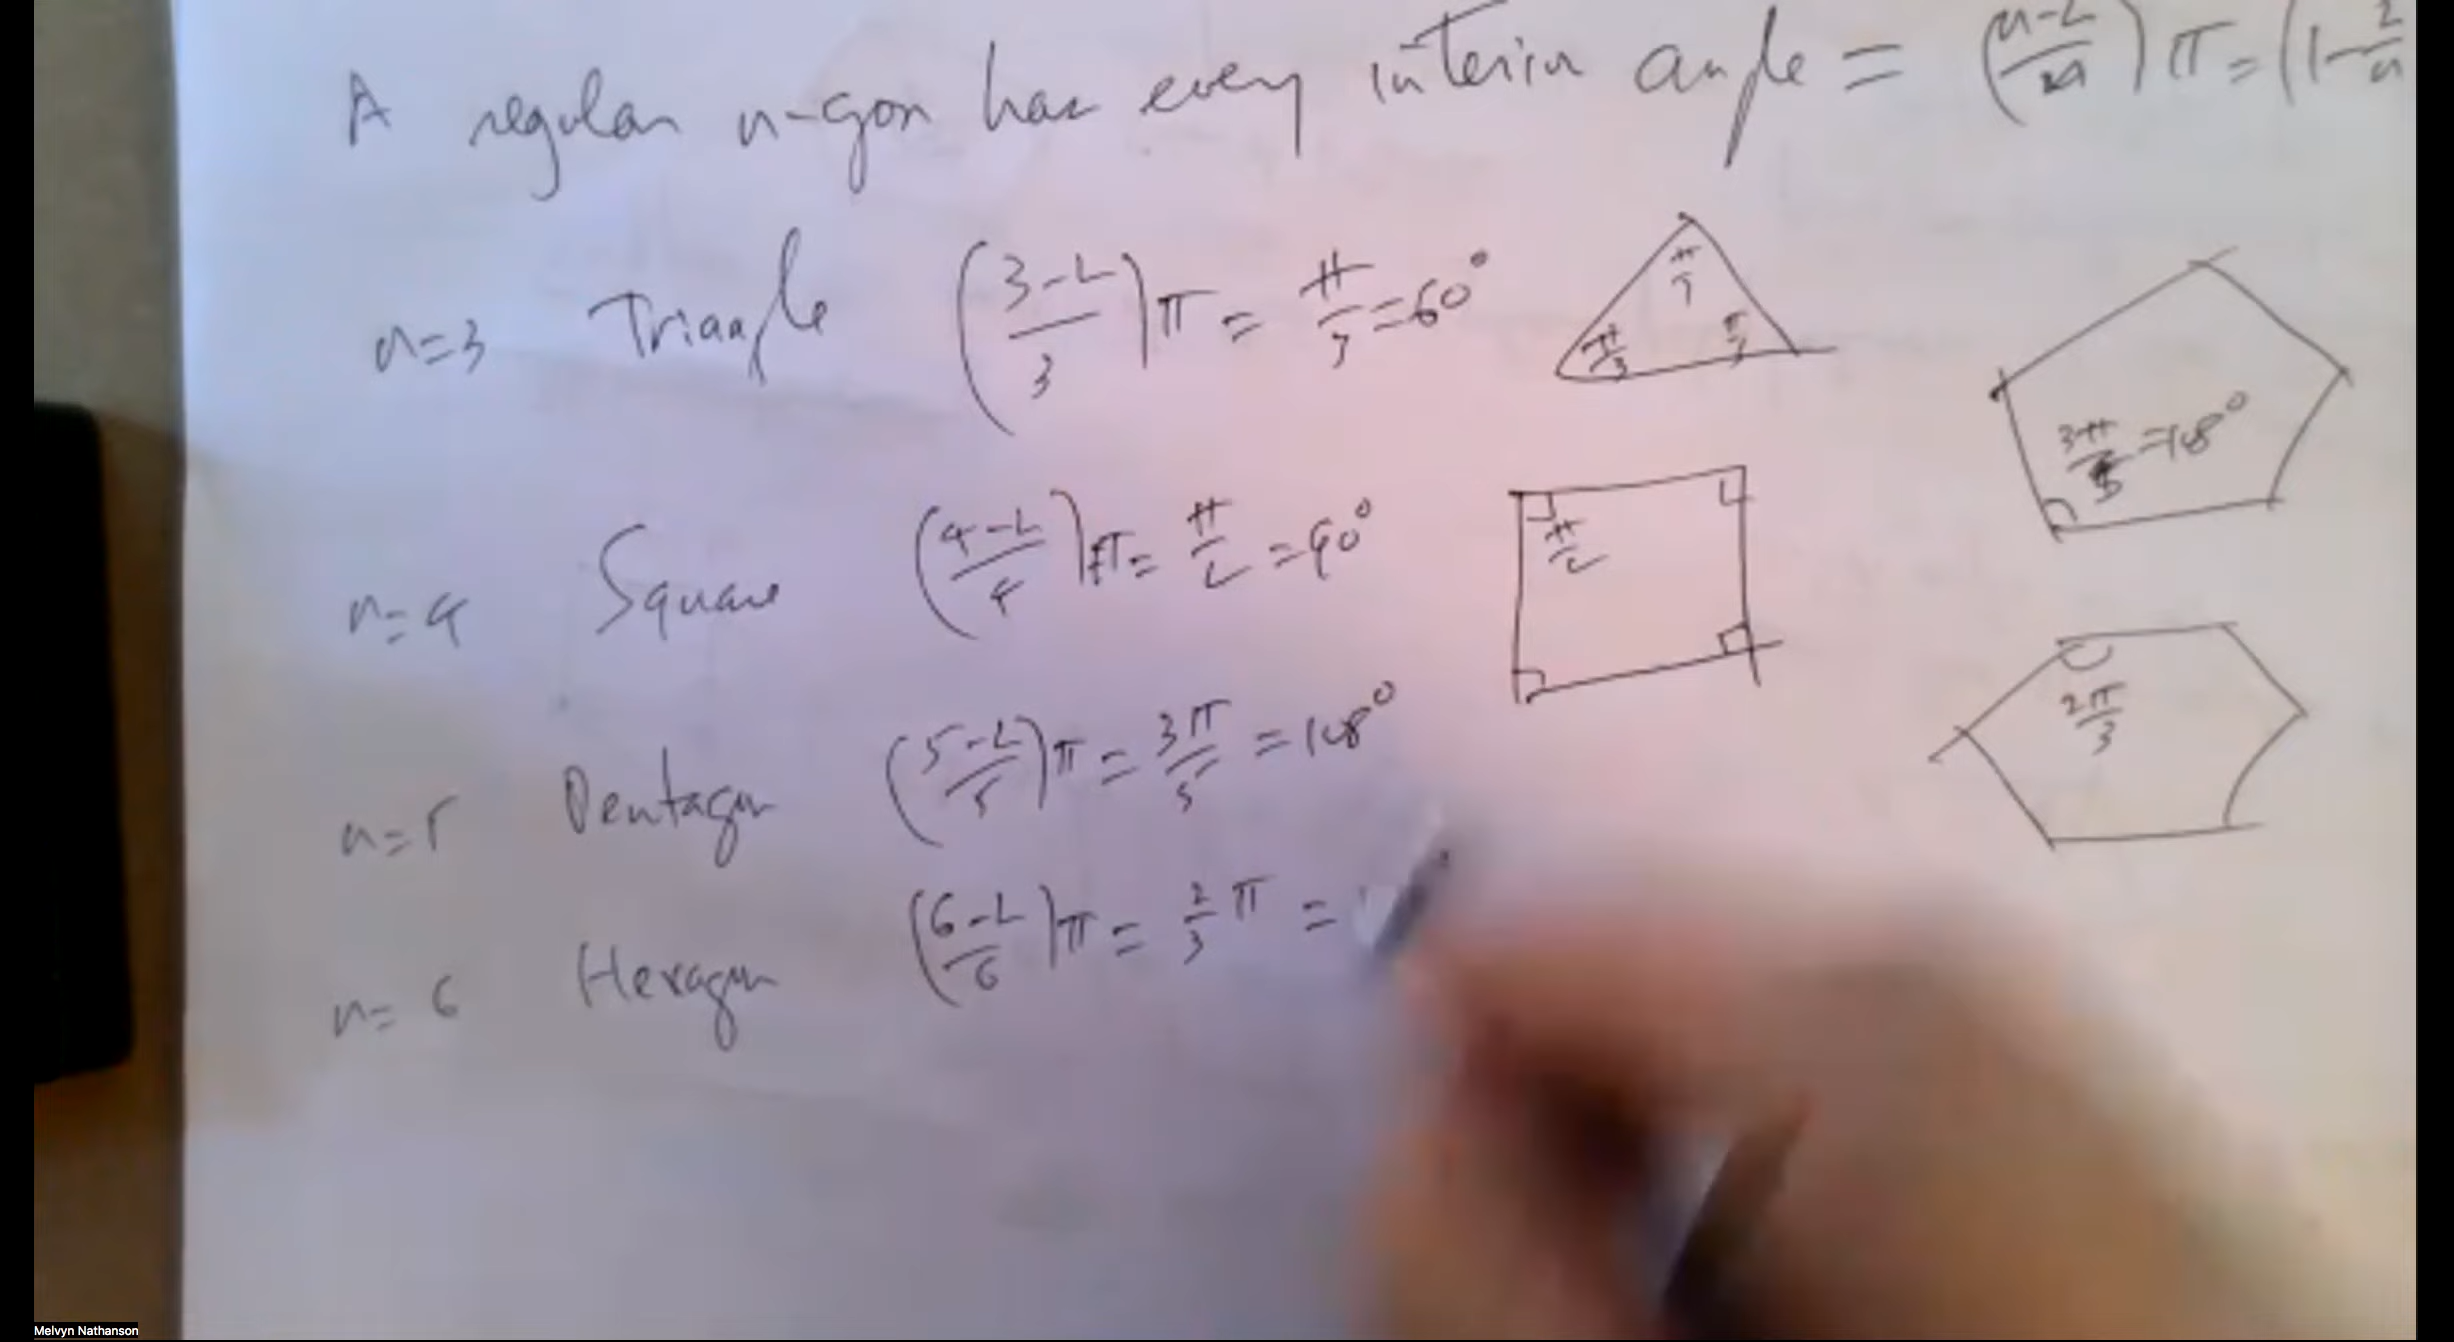 A regular n-gon has every interior angle = ((n-2)/n) π = (1 - 2/n
n=3 Triangle ((3-2)/3) π = π/3 = 60°
π/3
π/3
π/3
3π/5 = 108°
n=4 Square ((4-2)/4) π = π/2 = 90°
π/2
n=5 Pentagon ((5-2)/5) π = 3π/5 = 108°
2π/3
n=6 Hexagon ((6-2)/6) π = 2/3 π =
Melvyn Nathanson